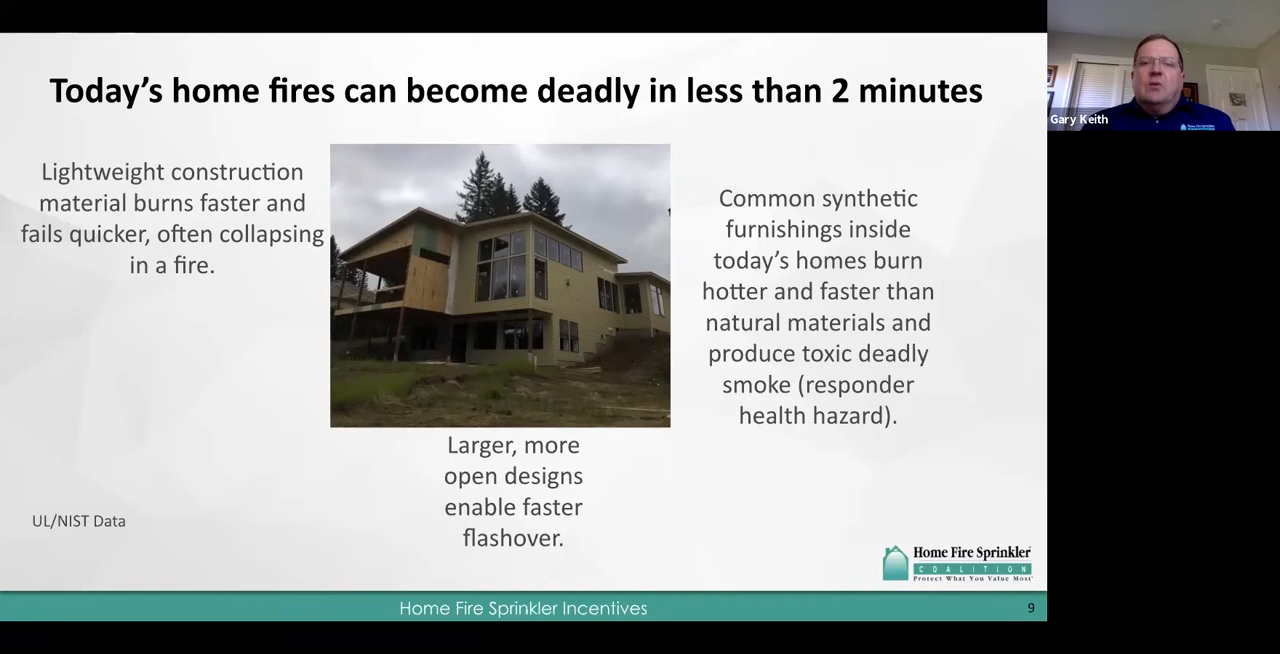 Today's home fires can become deadly in less than 2 minutes
Lightweight construction
material burns faster and
fails quicker, often collapsing
in a fire.
Common synthetic
furnishings inside
today's homes burn
hotter and faster than
natural materials and
produce toxic deadly
smoke (responder
health hazard).
Larger, more
open designs
enable faster
flashover.
UL/NIST Data
Home Fire Sprinkler
COALITION
Protect What You Value Most
Home Fire Sprinkler Incentives
9
Gary Keith